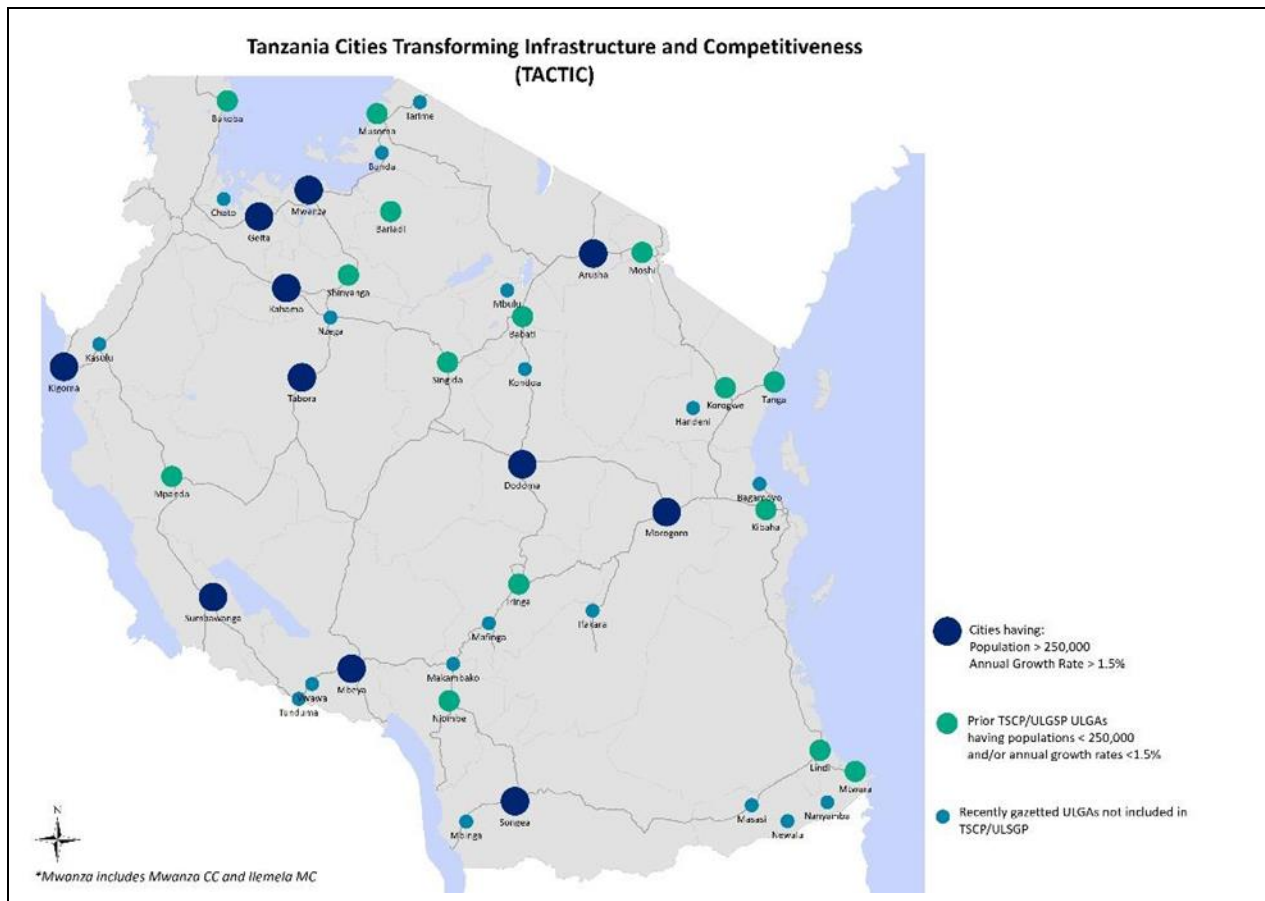 Tanzania Cities Transforming Infrastructure and Competitiveness
(TACTIC)
Bukoba
Musoma
Tarime
Bunda
Chato
Mwanza
Geita
Bariadi
Arusha
Moshi
Shinyanga
Kahama
Mbulu
Babati
Nzega
Kasulu
Kigoma
Tabora
Singida
Kondoa
Korogwe
Tanga
Handeni
Mpanda
Dodoma
Bagamoyo
Kibaha
Morogoro
Sumbawanga
Iringa
Ifakara
Mafinga
Makambako
Mbeya
Vwawa
Tunduma
Njombe
Lindi
Mtwara
Songea
Mbinga
Masasi
Nanyamba
Newala
Cities having:
Population > 250,000
Annual Growth Rate > 1.5%
Prior TSCP/ULGSP ULGAs
having populations < 250,000
and/or annual growth rates <1.5%
Recently gazetted ULGAs not included in
TSCP/ULSGP
N
*Mwanza includes Mwanza CC and Ilemela MC